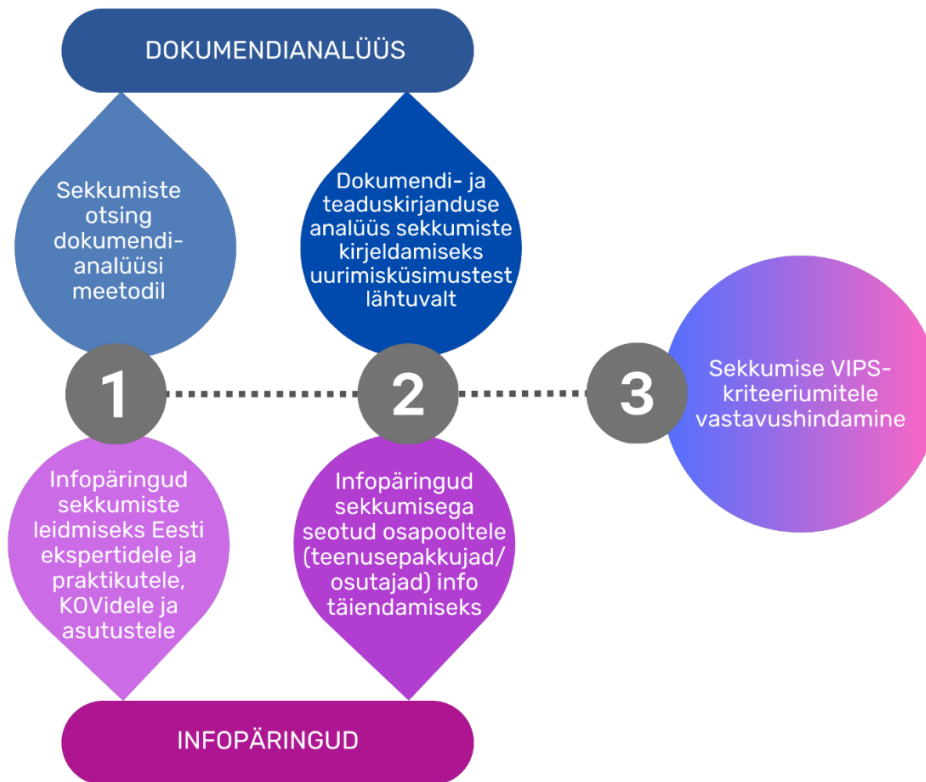 DOKUMENDIANALÜÜS
Sekkumiste
otsing
dokumendi-
analüüsi
meetodil
Dokumendi- ja
teaduskirjanduse
analüüs sekkumiste
kirjeldamiseks
uurimisküsimustest
lähtuvalt
1
2
3
Sekkumise VIPS-
kriteeriumitele
vastavushindamine
Infopäringud
sekkumiste
leidmiseks Eesti
ekspertidele ja
praktikutele,
KOVidele ja
asutustele
Infopäringud
sekkumisega
seotud osapooltele
(teenusepakkujad/
osutajad) info
täiendamiseks
INFOPÄRINGUD